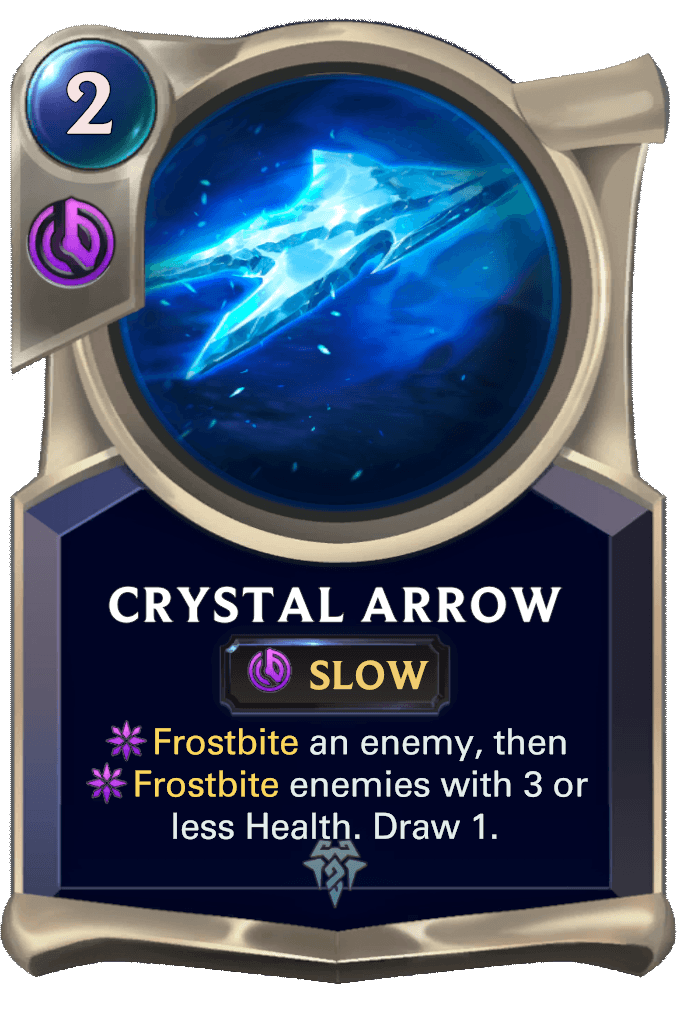 2
CRYSTAL ARROW
SLOW
Frostbite an enemy, then
Frostbite enemies with 3 or
less Health. Draw 1.